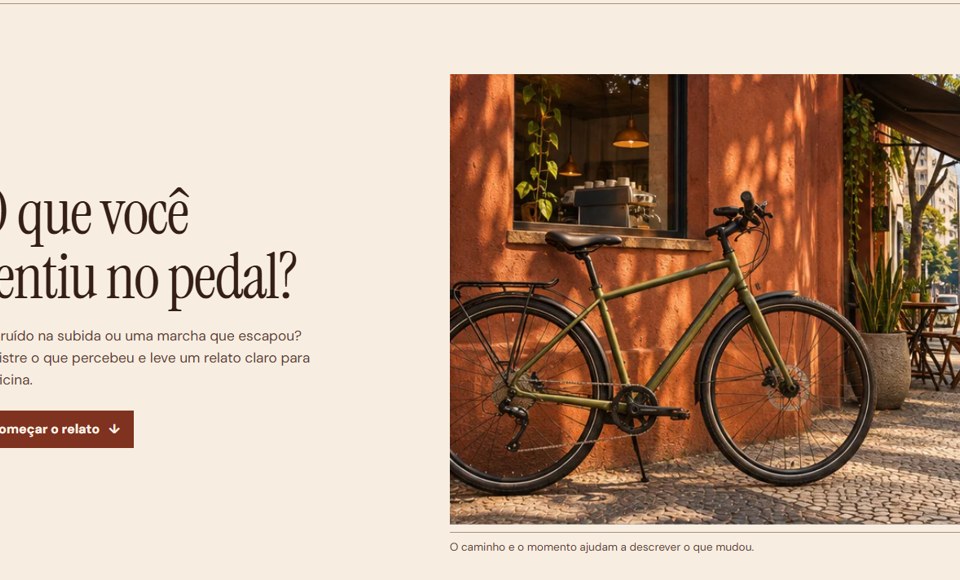 O que você
entiu no pedal?
ruído na subida ou uma marcha que escapou?
istre o que percebeu e leve um relato claro para
icina.
omeçar o relato ↓
O caminho e o momento ajudam a descrever o que mudou.